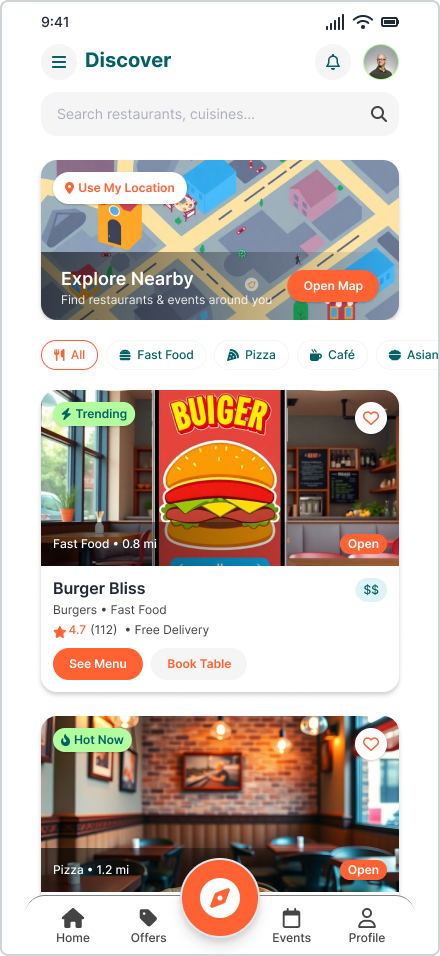 9:41
Discover
Search restaurants, cuisines...
Use My Location
Explore Nearby
Find restaurants & events around you
Open Map
All
Fast Food
Pizza
Café
Asian
Trending
BUIGER
Fast Food • 0.8 mi
Open
Burger Bliss
$$
Burgers • Fast Food
4.7 (112) • Free Delivery
See Menu
Book Table
Hot Now
Pizza • 1.2 mi
Open
Home
Offers
Events
Profile